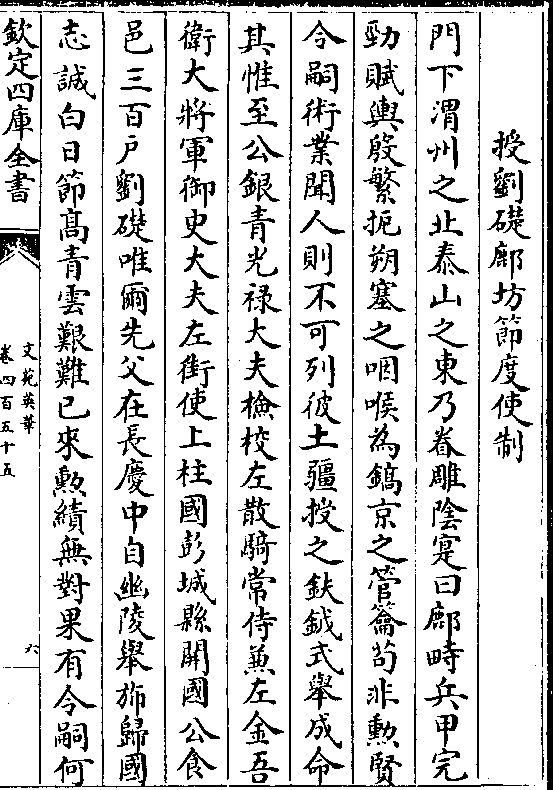 授劉礎鄜坊節度使制
門下渭州之北泰山之東乃眷雕陰寔曰鄜畤兵甲完
勁賦輿殷繁扼朔塞之咽喉為鎬京之管籥苟非勲賢
令嗣術業聞人則不可列彼土疆授之鈇鉞式舉成命
其惟至公銀青光禄大夫檢校左散騎常侍兼左金吾
衛大將軍御史大夫左街使上柱國彭城縣開國公食
邑三百戶劉礎唯爾先父在長慶中自幽陵舉旆歸國
志誠白日節高青雲艱難已來勲績無對果有令嗣何
欽定四庫全書
文苑英華
卷四百五十五
六